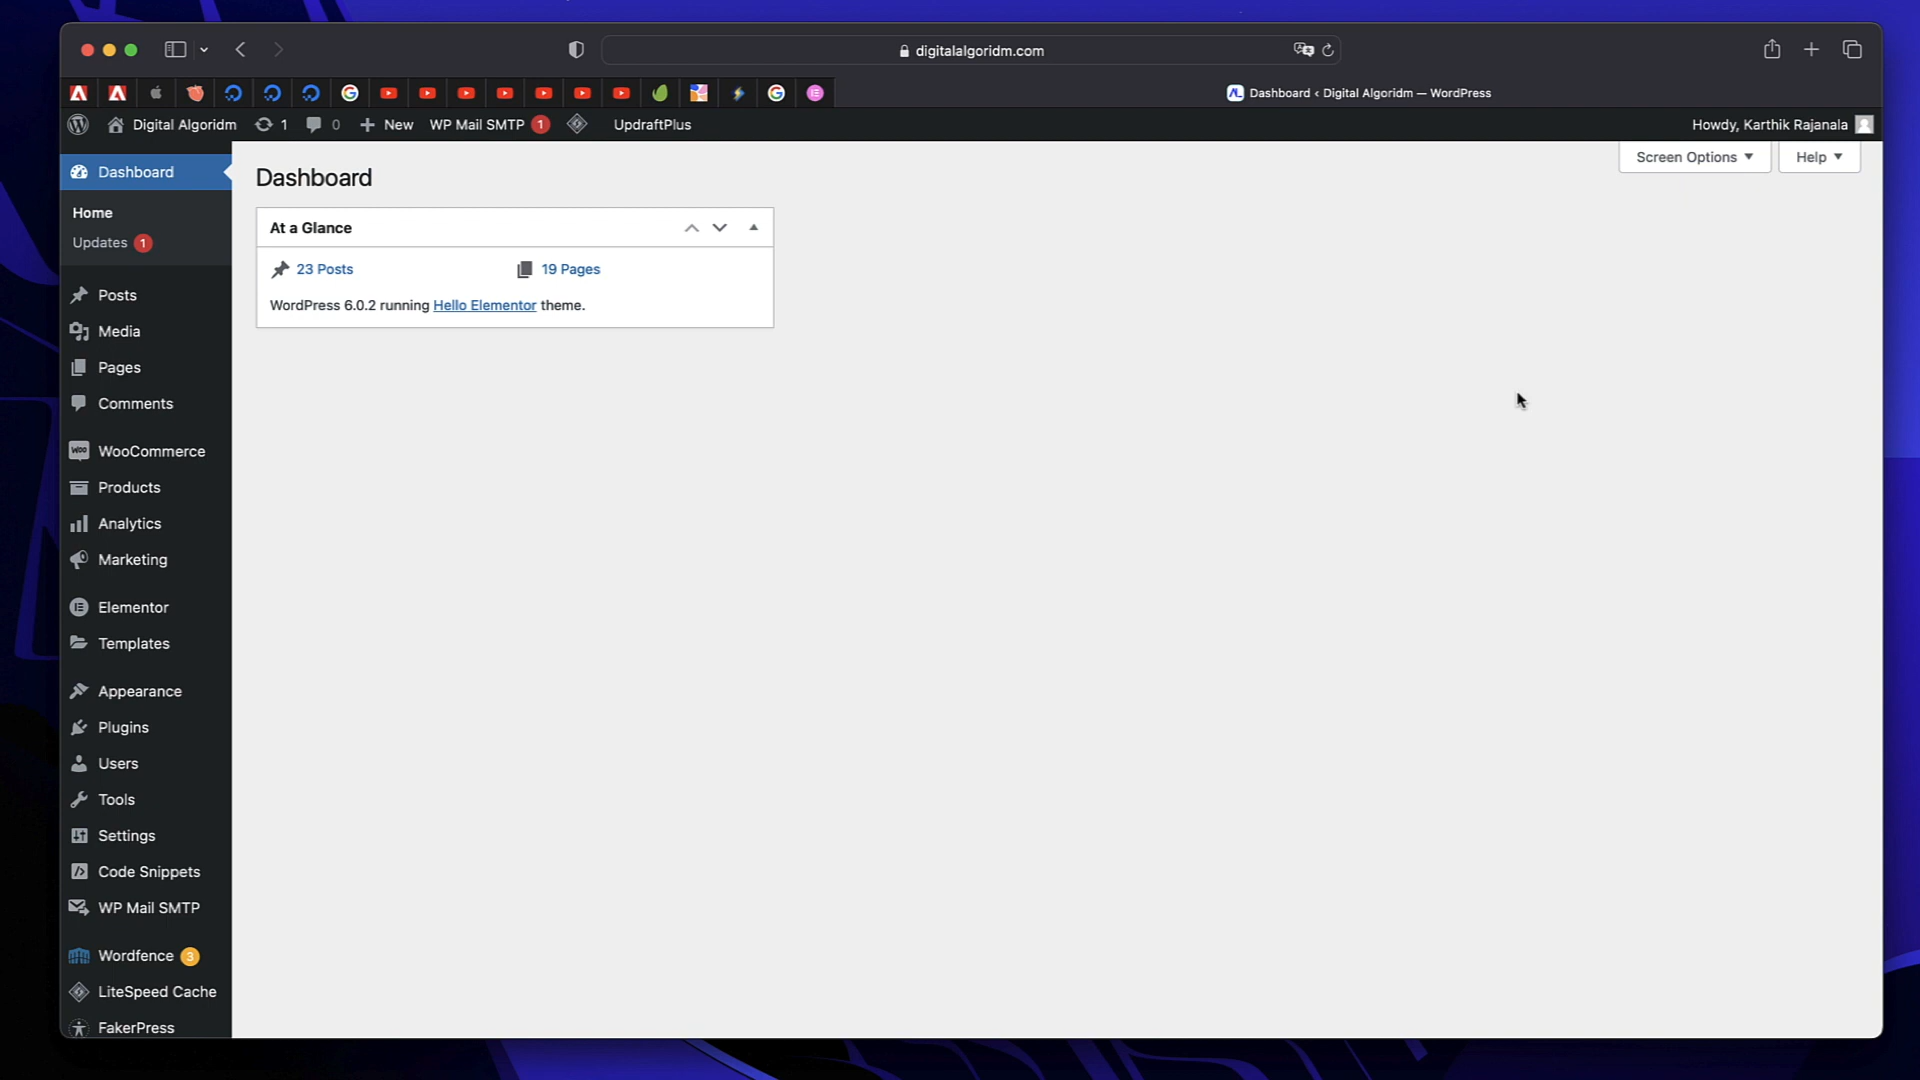 digitalalgoridm.com
Dashboard < Digital Algoridm — WordPress
Digital Algoridm 1 0 New WP Mail SMTP 1 UpdraftPlus Howdy, Karthik Rajanala
Dashboard
Home
Updates 1
Posts
Media
Pages
Comments
WooCommerce
Products
Analytics
Marketing
Elementor
Templates
Appearance
Plugins
Users
Tools
Settings
Code Snippets
WP Mail SMTP
Wordfence 3
LiteSpeed Cache
FakerPress
Screen Options Help
Dashboard
At a Glance
23 Posts 19 Pages
WordPress 6.0.2 running Hello Elementor theme.